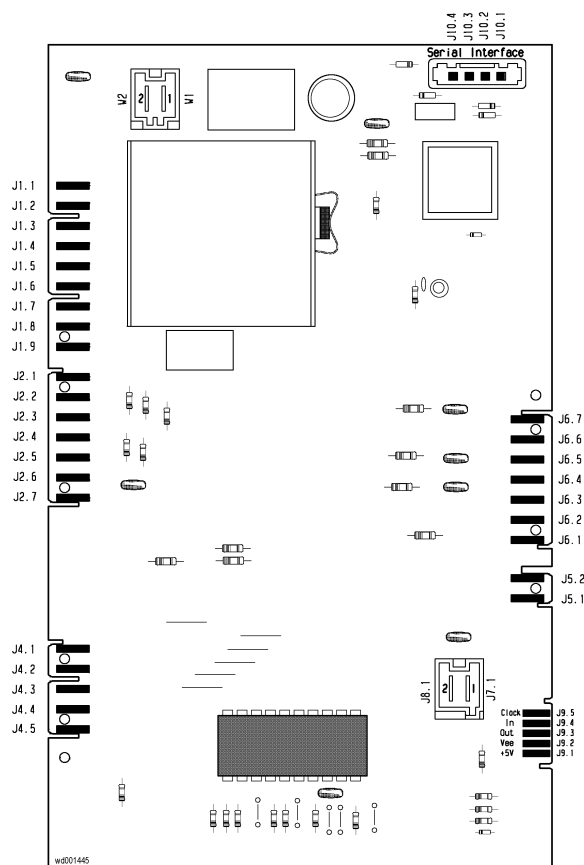 J10.4
J10.3
J10.2
J10.1
Serial Interface
W2
2
1
W1
J1.1
J1.2
J1.3
J1.4
J1.5
J1.6
J1.7
J1.8
J1.9
J2.1
J2.2
J2.3
J2.4
J2.5
J2.6
J2.7
J6.7
J6.6
J6.5
J6.4
J6.3
J6.2
J6.1
J5.2
J5.1
J4.1
J4.2
J4.3
J4.4
J4.5
J8.1
2
1
J7.1
Clock J9.5
In J9.4
Out J9.3
Vee J9.2
+5V J9.1
wd001445